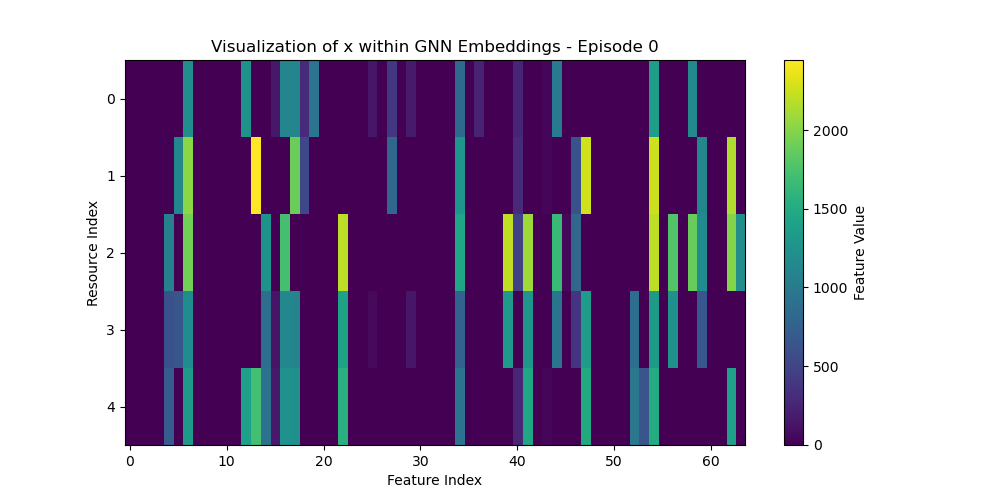 Visualization of x within GNN Embeddings - Episode 0
Resource Index
0
1
2
3
4
0 10 20 30 40 50 60
Feature Index
2000
1500
1000
500
0
Feature Value